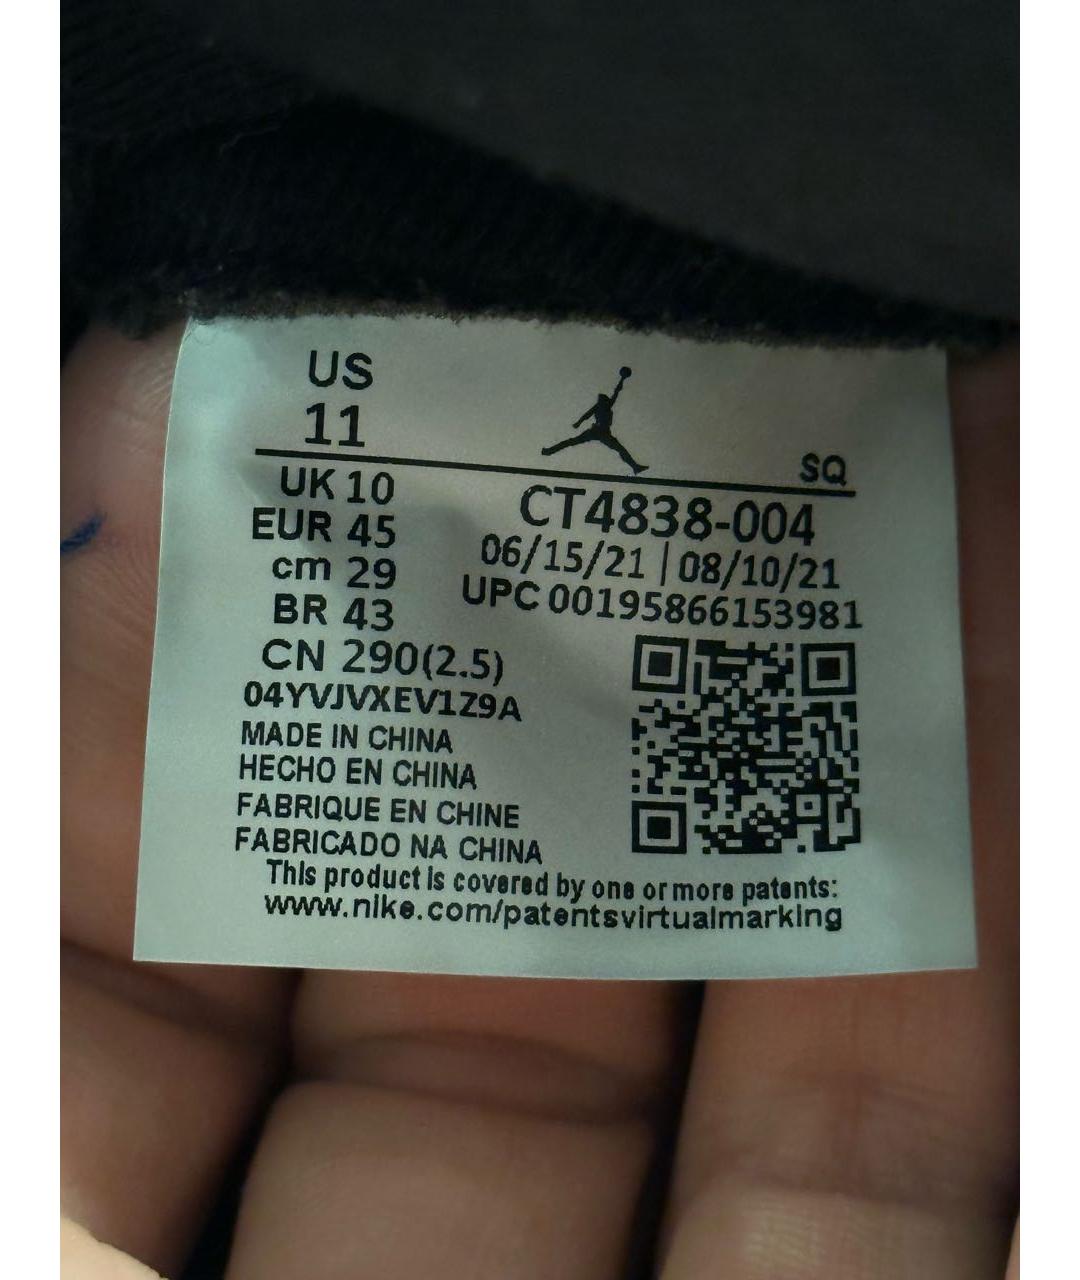 US
11
SQ
UK 10
EUR 45
cm 29
BR 43
CN 290(2.5)
CT4838-004
06/15/21 | 08/10/21
UPC 00195866153981
04YVJVXEV1Z9A
MADE IN CHINA
HECHO EN CHINA
FABRIQUE EN CHINE
FABRICADO NA CHINA
This product is covered by one or more patents:
www.nike.com/patentsvirtualmarking